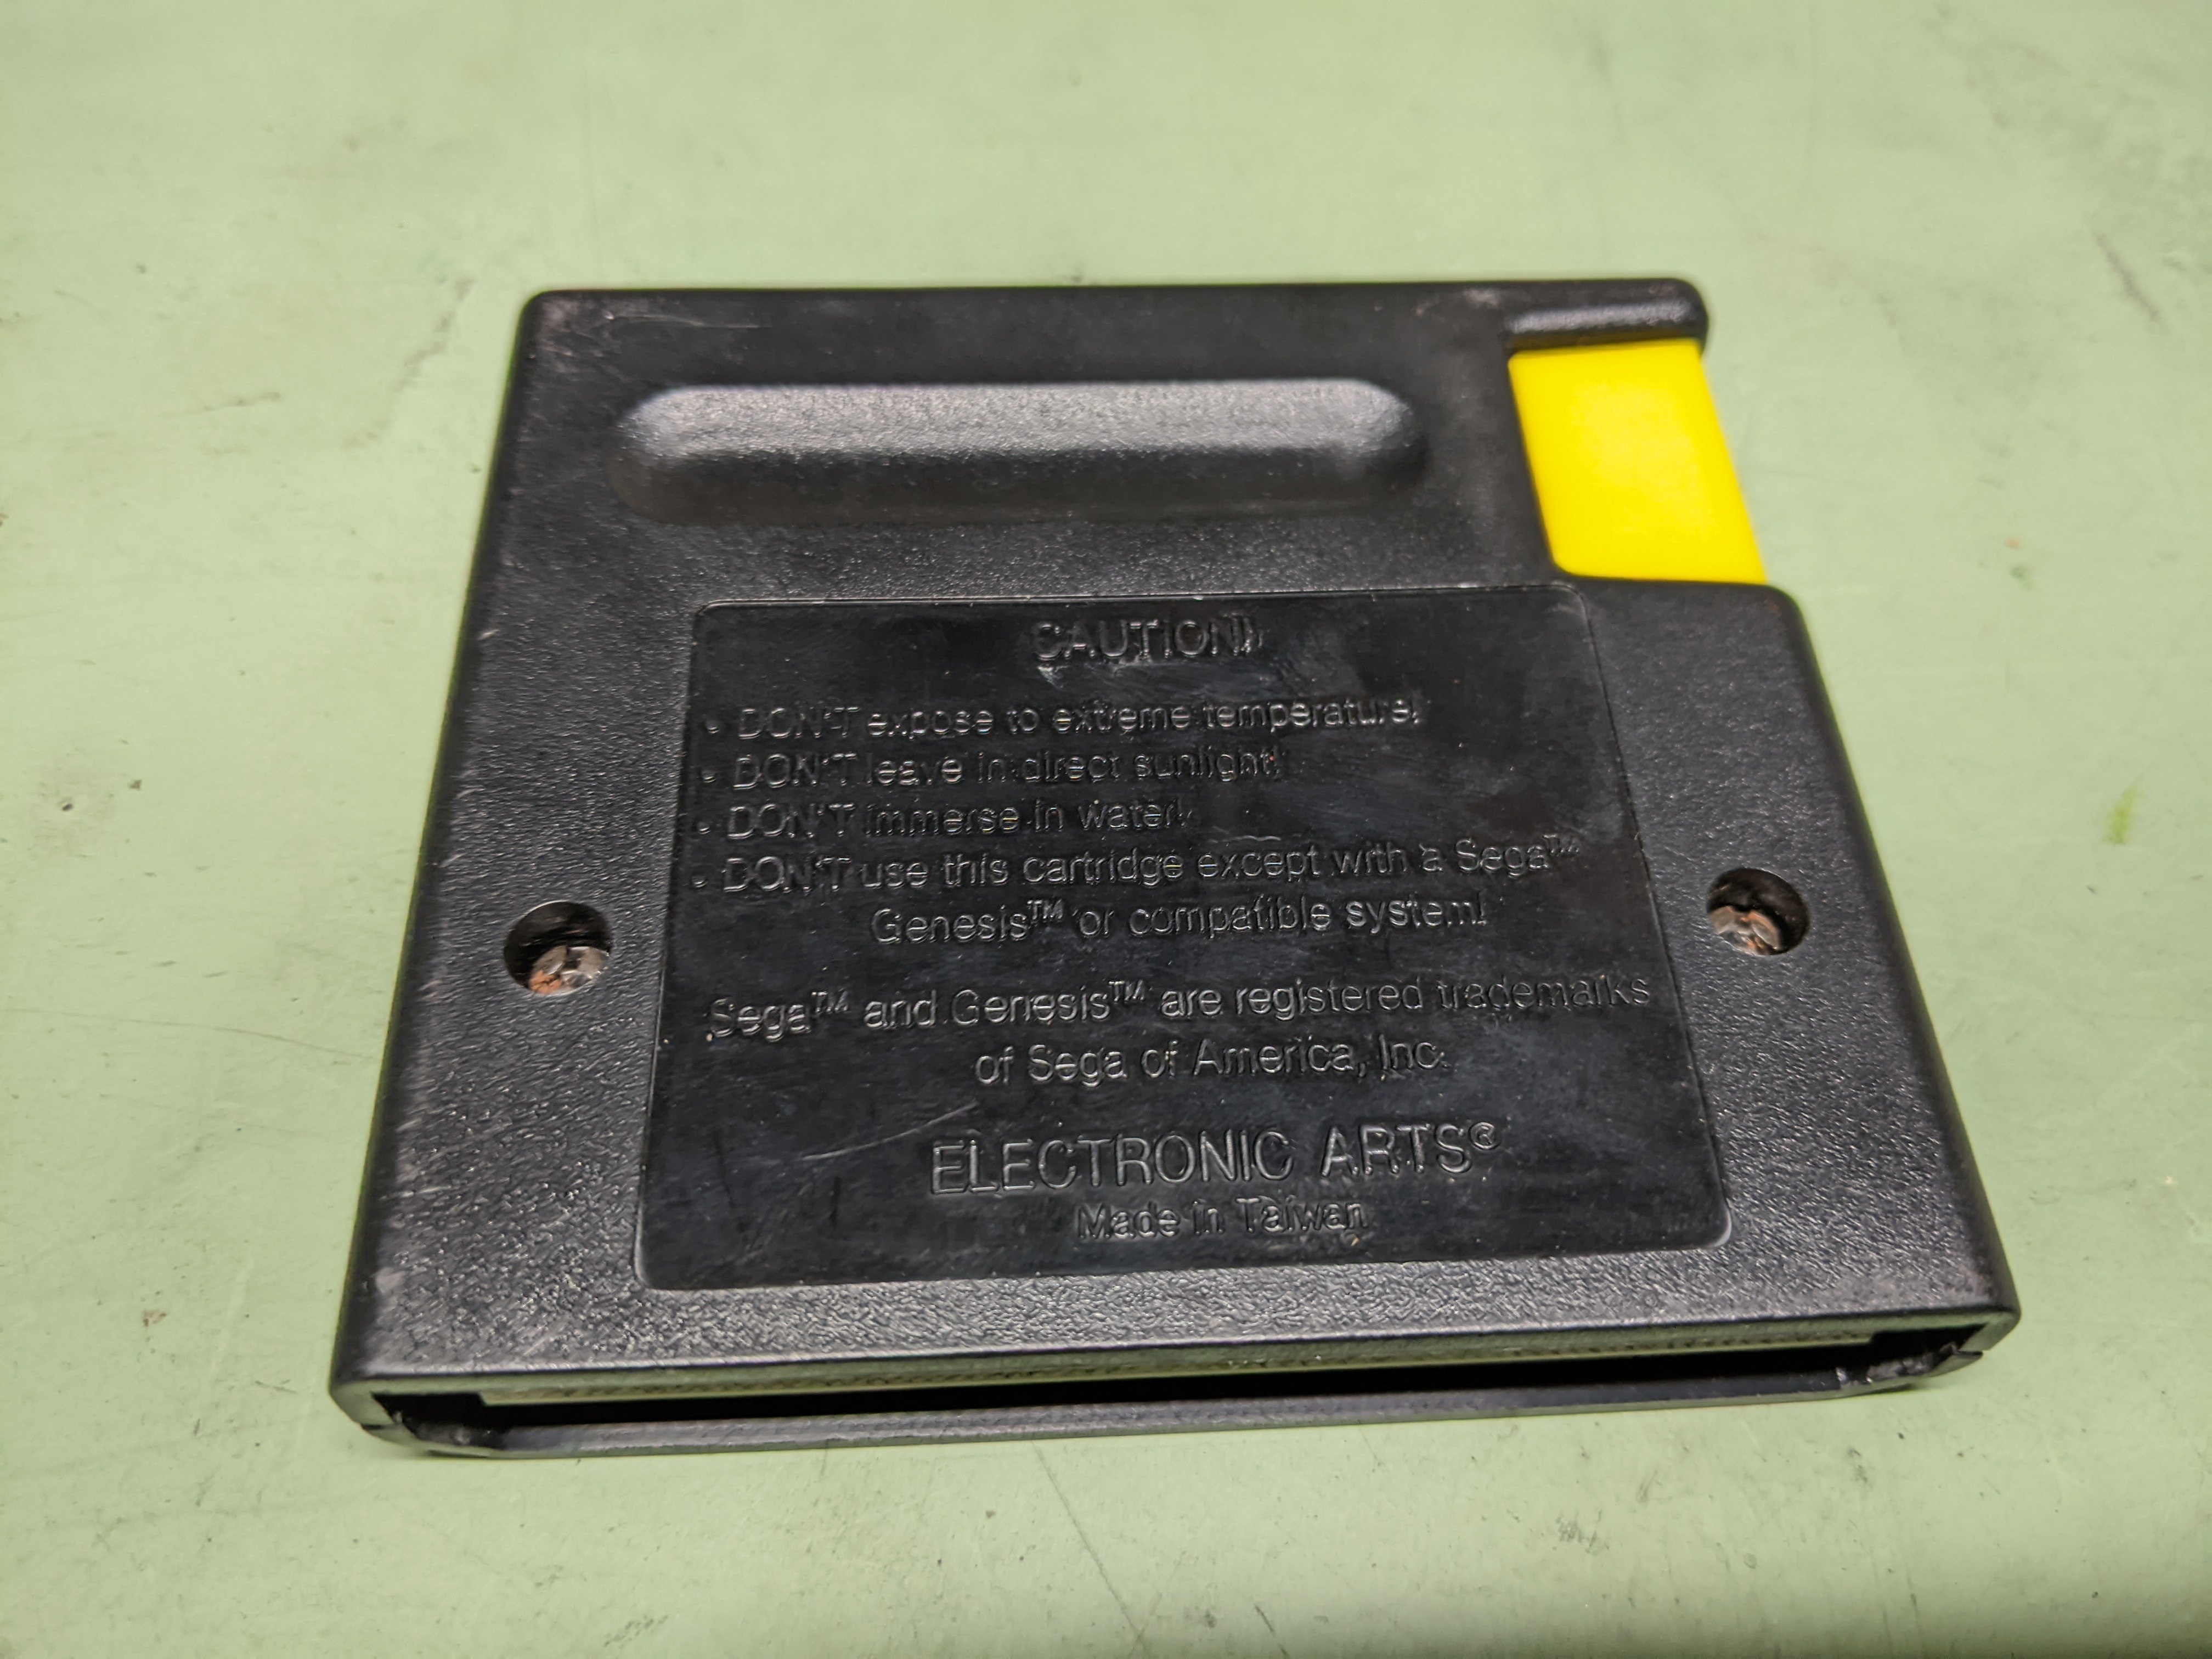 CAUTION!
• DON'T expose to extreme temperature!
• DON'T leave in direct sunlight!
• DON'T immerse in water!
• DON'T use this cartridge except with a Sega™
Genesis™ or compatible system!
Sega™ and Genesis™ are registered trademarks
of Sega of America, Inc.
ELECTRONIC ARTS®
Made in Taiwan